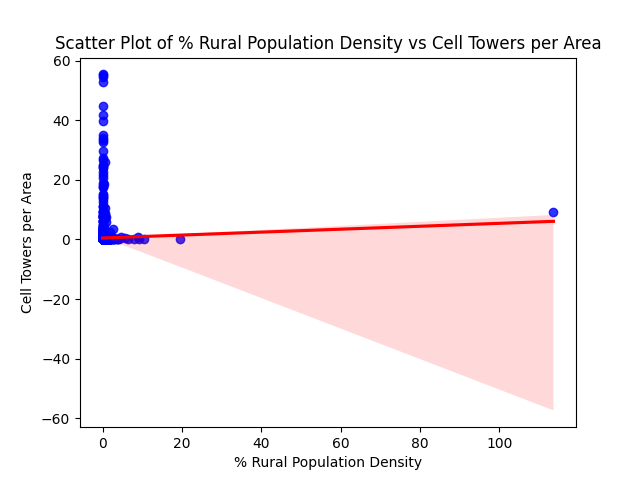 Scatter Plot of % Rural Population Density vs Cell Towers per Area
60
40
20
0
−20
−40
−60
Cell Towers per Area
0 20 40 60 80 100
% Rural Population Density